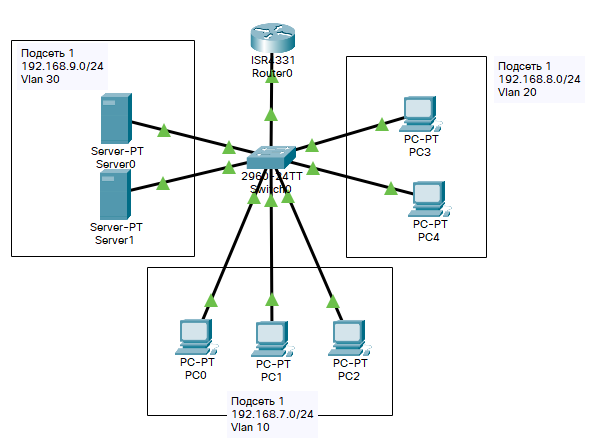 Подсеть 1
192.168.9.0/24
Vlan 30
ISR4331
Router0
Подсеть 1
192.168.8.0/24
Vlan 20
Server-PT
Server0
PC-PT
PC3
2960-24TT
Switch0
Server-PT
Server1
PC-PT
PC4
PC-PT
PC0
PC-PT
PC1
PC-PT
PC2
Подсеть 1
192.168.7.0/24
Vlan 10